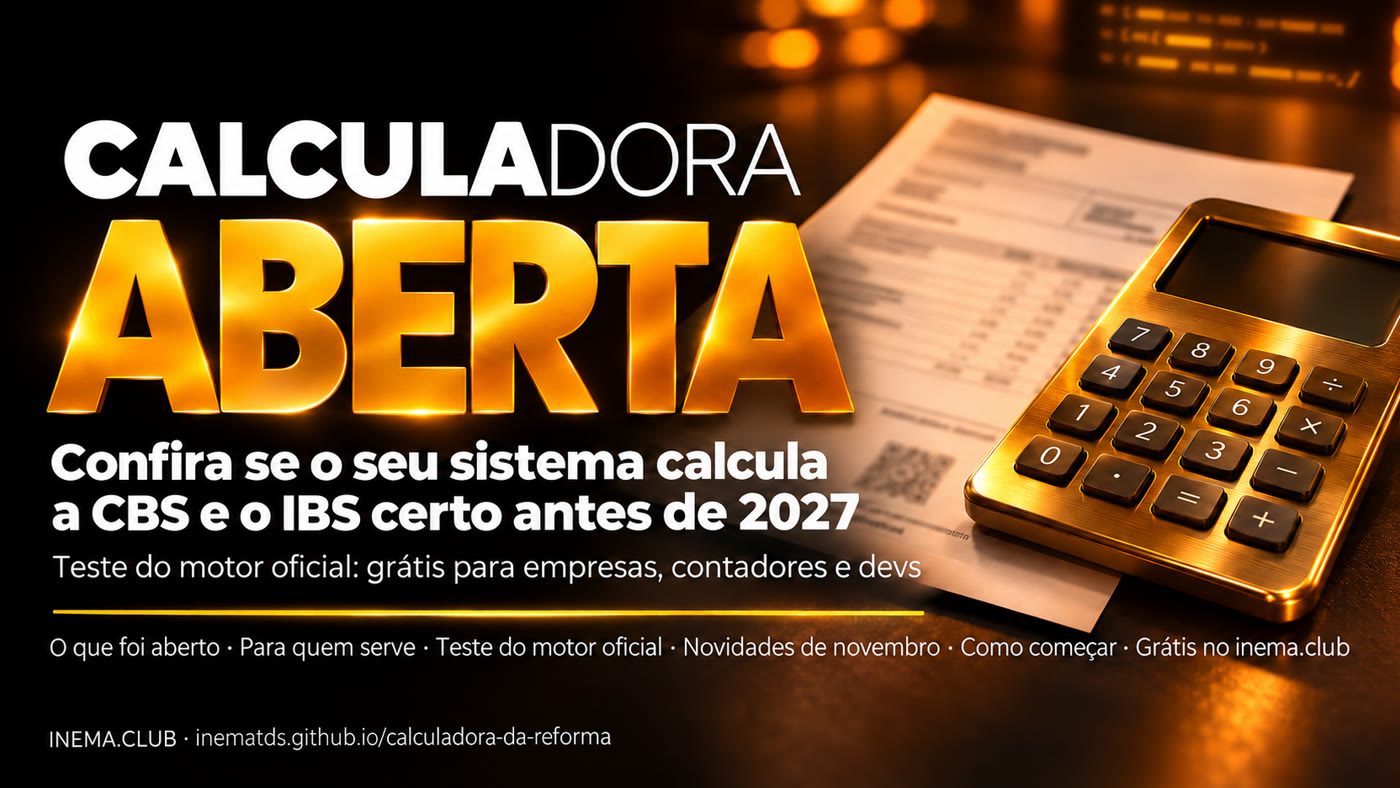 CALCULADORA
ABERTA
Confira se o seu sistema calcula
a CBS e o IBS certo antes de 2027
Teste do motor oficial: grátis para empresas, contadores e devs
O que foi aberto · Para quem serve · Teste do motor oficial · Novidades de novembro · Como começar · Grátis no inema.club
INEMA.CLUB · inematds.github.io/calculadora-da-reforma
7 8 9 ÷
4 5 6 ×
1 2 3 −
0 . = +